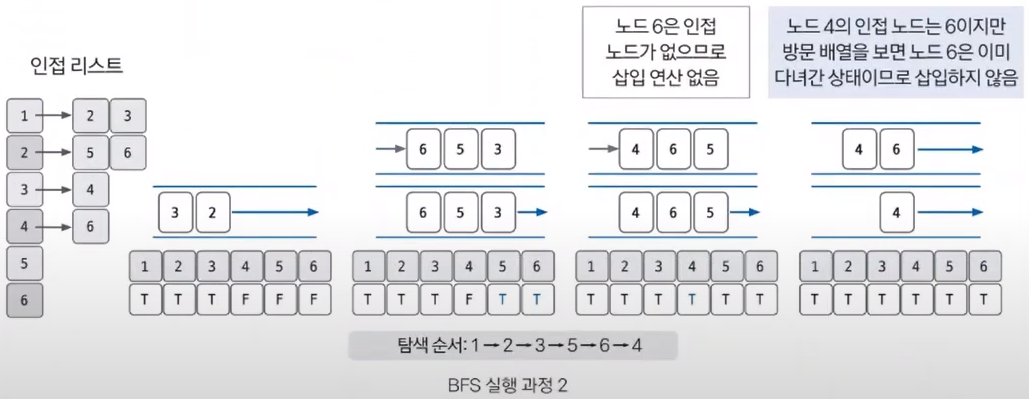 노드 6은 인접
노드가 없으므로
삽입 연산 없음
노드 4의 인접 노드는 6이지만
방문 배열을 보면 노드 6은 이미
다녀간 상태이므로 삽입하지 않음
인접 리스트
1 2 3
2 5 6
3 4
4 6
5
6
3 2
1 2 3 4 5 6
T T T F F F
6 5 3
6 5 3
1 2 3 4 5 6
T T T F T T
4 6 5
4 6 5
1 2 3 4 5 6
T T T T T T
4 6
4
1 2 3 4 5 6
T T T T T T
탐색 순서: 1→2→3→5→6→4
BFS 실행 과정 2